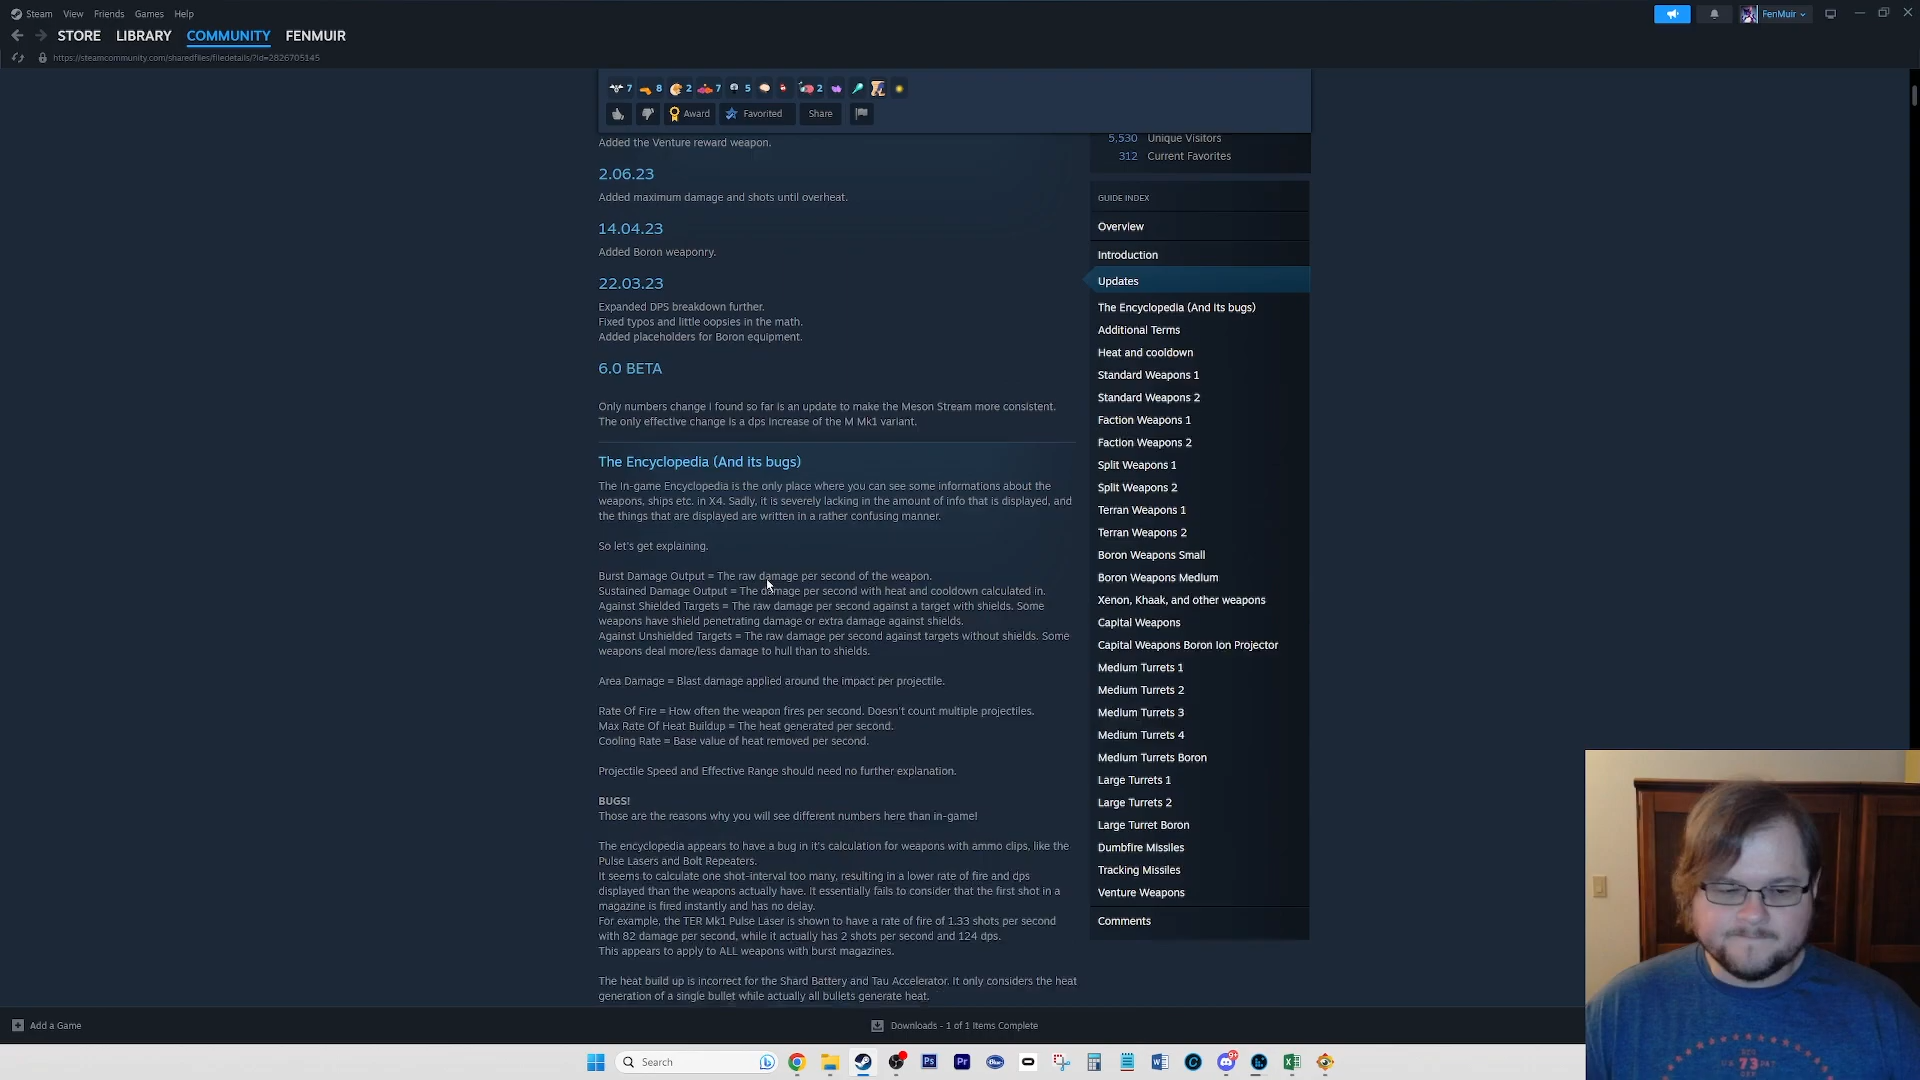 Steam View Friends Games Help
FenMuir
STORE LIBRARY COMMUNITY FENMUIR
https://steamcommunity.com/sharedfiles/filedetails/?id=2826705145
7 8 2 7 5 2
Award Favorited Share
Added the Venture reward weapon.
2.06.23
Added maximum damage and shots until overheat.
14.04.23
Added Boron weaponry.
22.03.23
Expanded DPS breakdown further.
Fixed typos and little oopsies in the math.
Added placeholders for Boron equipment.
6.0 BETA
Only numbers change i found so far is an update to make the Meson Stream more consistent.
The only effective change is a dps increase of the M Mk1 variant.
The Encyclopedia (And its bugs)
The In-game Encyclopedia is the only place where you can see some informations about the
weapons, ships etc. in X4. Sadly, it is severely lacking in the amount of info that is displayed, and
the things that are displayed are written in a rather confusing manner.
So let's get explaining.
Burst Damage Output = The raw damage per second of the weapon.
Sustained Damage Output = The damage per second with heat and cooldown calculated in.
Against Shielded Targets = The raw damage per second against a target with shields. Some
weapons have shield penetrating damage or extra damage against shields.
Against Unshielded Targets = The raw damage per second against targets without shields. Some
weapons deal more/less damage to hull than to shields.
Area Damage = Blast damage applied around the impact per projectile.
Rate Of Fire = How often the weapon fires per second. Doesn't count multiple projectiles.
Max Rate Of Heat Buildup = The heat generated per second.
Cooling Rate = Base value of heat removed per second.
Projectile Speed and Effective Range should need no further explanation.
BUGS!
Those are the reasons why you will see different numbers here than in-game!
The encyclopedia appears to have a bug in it's calculation for weapons with ammo clips, like the
Pulse Lasers and Bolt Repeaters.
It seems to calculate one shot-interval too many, resulting in a lower rate of fire and dps
displayed than the weapons actually have. It essentially fails to consider that the first shot in a
magazine is fired instantly and has no delay.
For example, the TER Mk1 Pulse Laser is shown to have a rate of fire of 1.33 shots per second
with 82 damage per second, while it actually has 2 shots per second and 124 dps.
This appears to apply to ALL weapons with burst magazines.
The heat build up is incorrect for the Shard Battery and Tau Accelerator. It only considers the heat
generation of a single bullet while actually all bullets generate heat.
5,530 Unique Visitors
312 Current Favorites
GUIDE INDEX
Overview
Introduction
Updates
The Encyclopedia (And its bugs)
Additional Terms
Heat and cooldown
Standard Weapons 1
Standard Weapons 2
Faction Weapons 1
Faction Weapons 2
Split Weapons 1
Split Weapons 2
Terran Weapons 1
Terran Weapons 2
Boron Weapons Small
Boron Weapons Medium
Xenon, Khaak, and other weapons
Capital Weapons
Capital Weapons Boron Ion Projector
Medium Turrets 1
Medium Turrets 2
Medium Turrets 3
Medium Turrets 4
Medium Turrets Boron
Large Turrets 1
Large Turrets 2
Large Turret Boron
Dumbfire Missiles
Tracking Missiles
Venture Weapons
Comments
Add a Game
Downloads - 1 of 1 Items Complete
Search
73